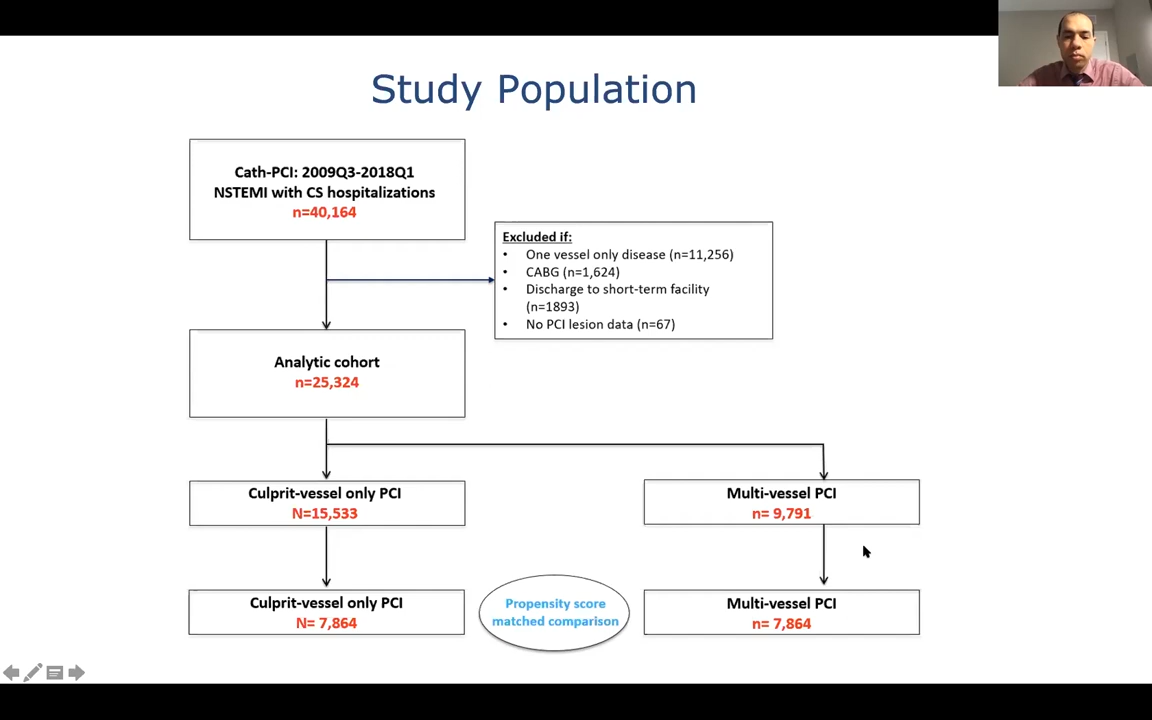 Study Population
Cath-PCI: 2009Q3-2018Q1
NSTEMI with CS hospitalizations
n=40,164
Excluded if:
• One vessel only disease (n=11,256)
• CABG (n=1,624)
• Discharge to short-term facility
(n=1893)
• No PCI lesion data (n=67)
Analytic cohort
n=25,324
Culprit-vessel only PCI
N=15,533
Multi-vessel PCI
n= 9,791
Culprit-vessel only PCI
N= 7,864
Propensity score
matched comparison
Multi-vessel PCI
n= 7,864